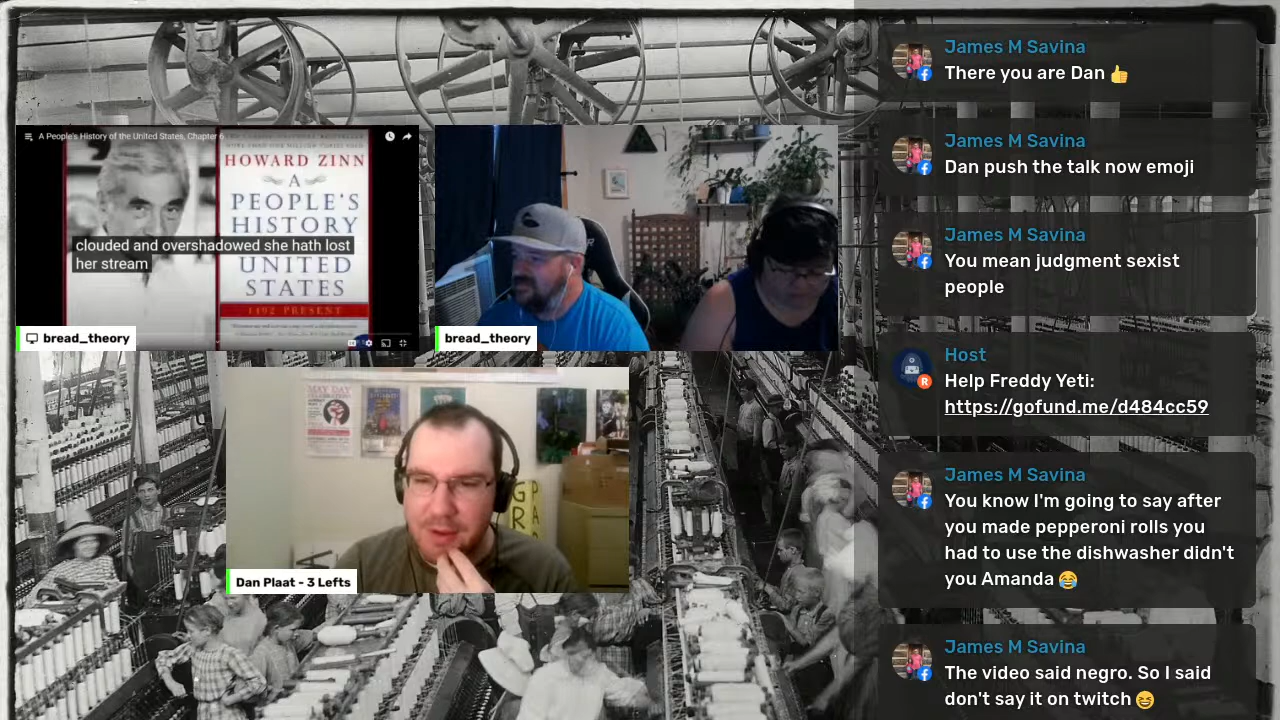 A People's History of the United States, Chapter 6
HOWARD ZINN
A
PEOPLE'S
HISTORY
UNITED
STATES
1492 PRESENT
clouded and overshadowed she hath lost
her stream
bread_theory
bread_theory
MAY DAY
Dan Plaat - 3 Lefts
James M Savina
There you are Dan 👍
James M Savina
Dan push the talk now emoji
James M Savina
You mean judgment sexist
people
Host
Help Freddy Yeti:
https://gofund.me/d484cc59
James M Savina
You know I'm going to say after
you made pepperoni rolls you
had to use the dishwasher didn't
you Amanda 😂
James M Savina
The video said negro. So I said
don't say it on twitch 😆